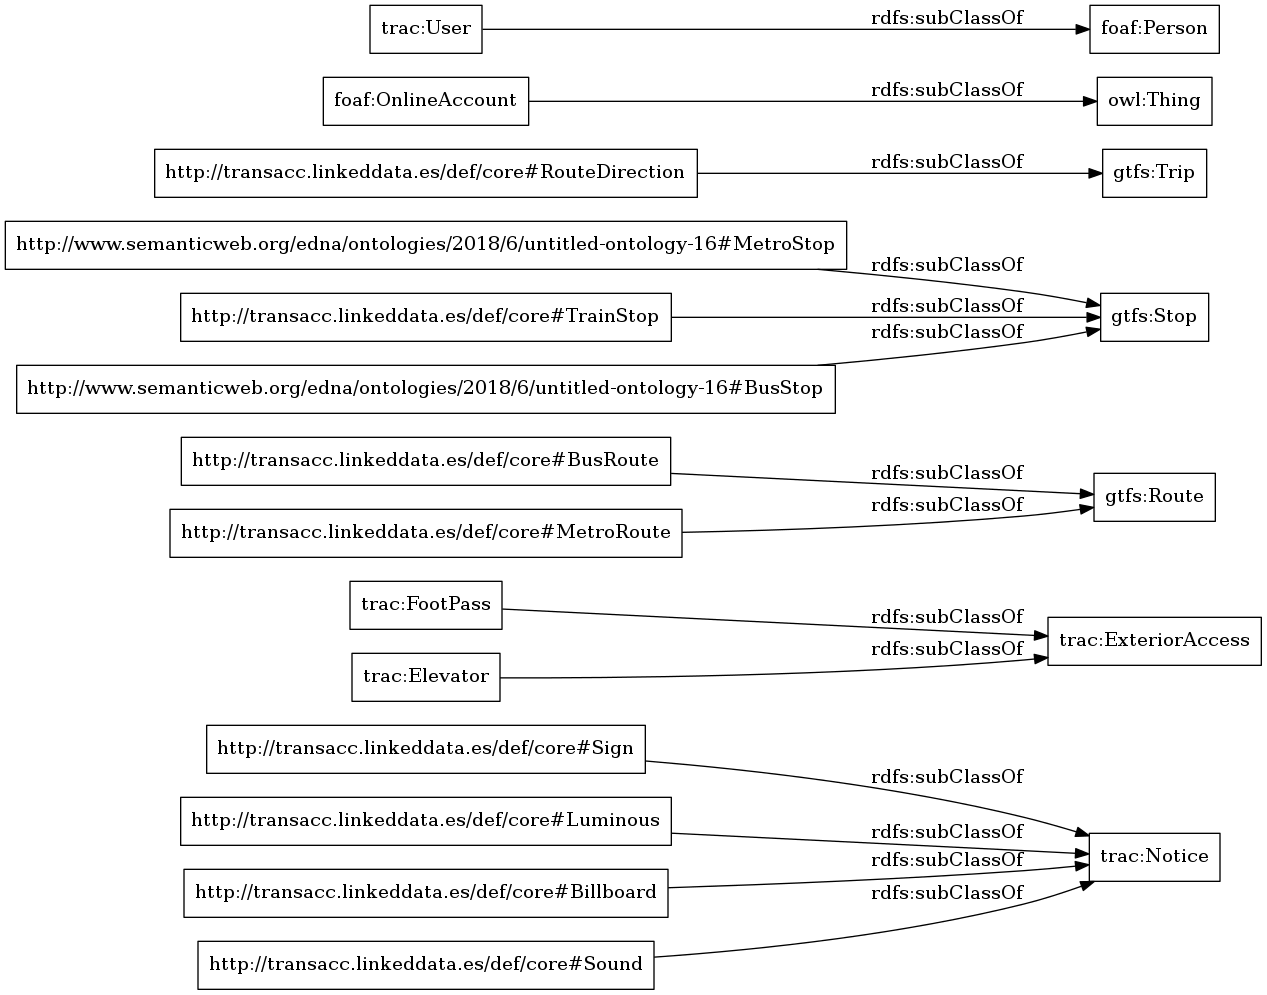 trac:User
rdfs:subClassOf
foaf:Person
foaf:OnlineAccount
rdfs:subClassOf
owl:Thing
http://transacc.linkeddata.es/def/core#RouteDirection
rdfs:subClassOf
gtfs:Trip
http://www.semanticweb.org/edna/ontologies/2018/6/untitled-ontology-16#MetroStop
rdfs:subClassOf
http://transacc.linkeddata.es/def/core#TrainStop
rdfs:subClassOf
gtfs:Stop
rdfs:subClassOf
http://www.semanticweb.org/edna/ontologies/2018/6/untitled-ontology-16#BusStop
http://transacc.linkeddata.es/def/core#BusRoute
rdfs:subClassOf
gtfs:Route
rdfs:subClassOf
http://transacc.linkeddata.es/def/core#MetroRoute
trac:FootPass
rdfs:subClassOf
trac:ExteriorAccess
rdfs:subClassOf
trac:Elevator
http://transacc.linkeddata.es/def/core#Sign
rdfs:subClassOf
http://transacc.linkeddata.es/def/core#Luminous
rdfs:subClassOf
trac:Notice
rdfs:subClassOf
http://transacc.linkeddata.es/def/core#Billboard
rdfs:subClassOf
http://transacc.linkeddata.es/def/core#Sound